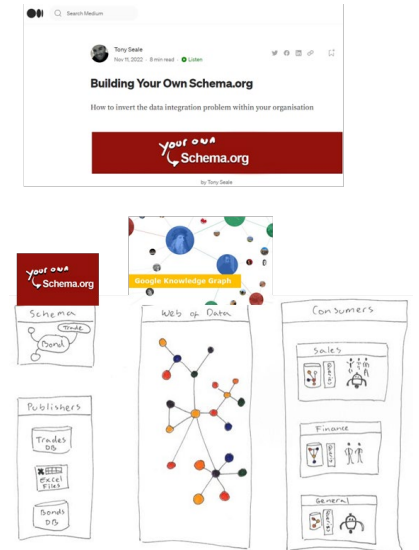 Search Medium
Tony Seale
Nov 11, 2022 · 8 min read · Listen
Building Your Own Schema.org
How to invert the data integration problem within your organisation
your own
Schema.org
by Tony Seale
your own
Schema.org
Google Knowledge Graph
Schema
Trade
Bond
Publishers
Trades
DB
Excel
Files
Bonds
DB
Web of Data
Consumers
Sales
Finance
General